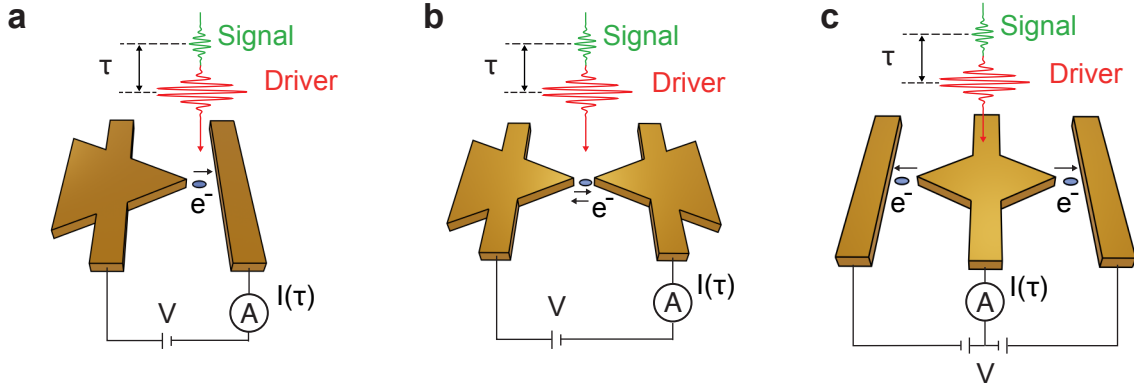 a
Signal
τ
Driver
e-
I(τ)
A
V
b
Signal
τ
Driver
e-
I(τ)
A
V
c
Signal
τ
Driver
e-
e-
I(τ)
A
V